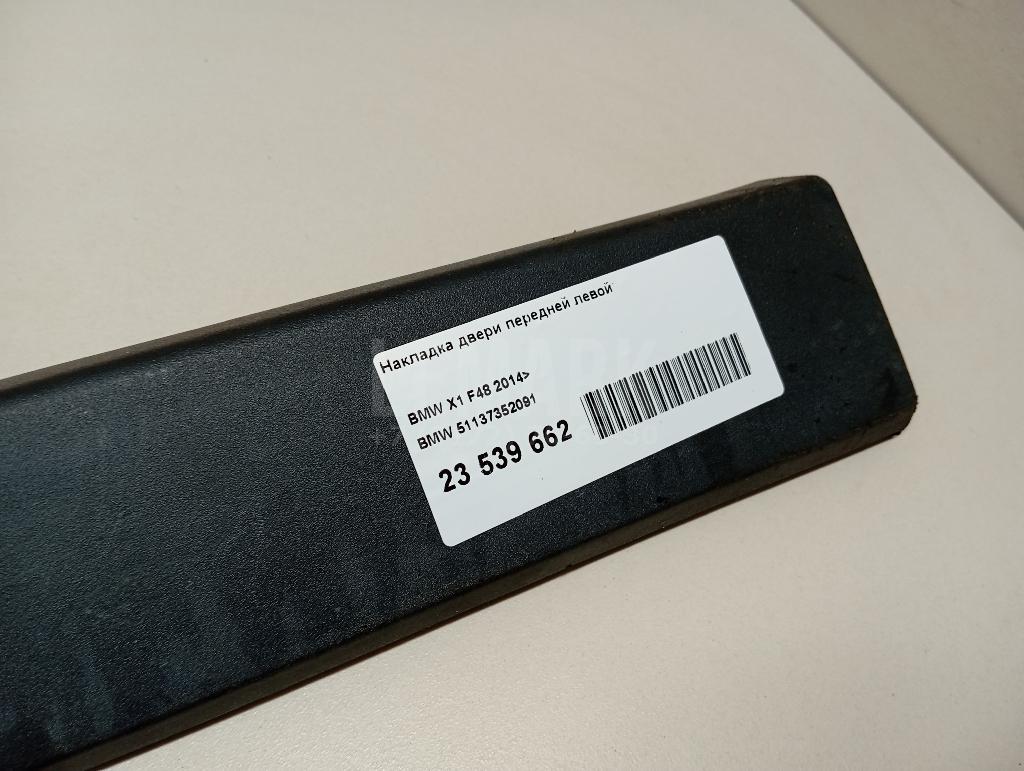 Накладка двери передней левой
BMW X1 F48 2014>
BMW 51137352091
23 539 662